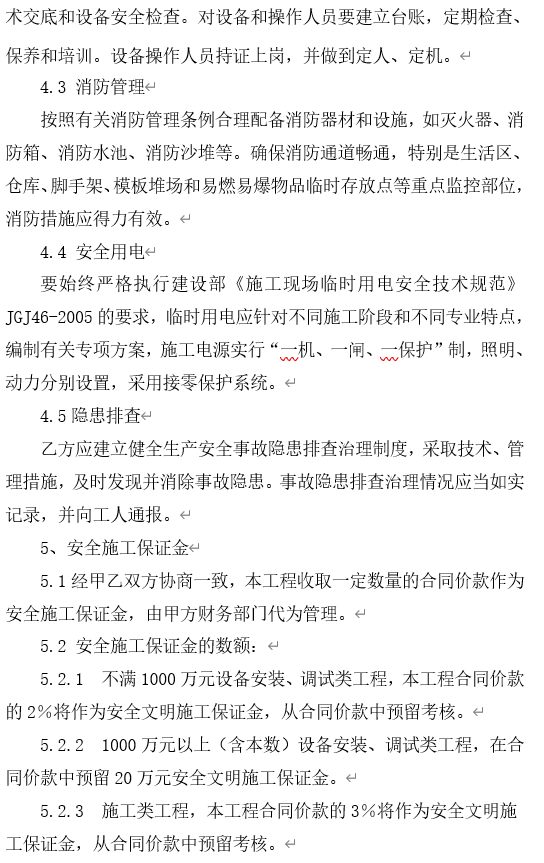 术交底和设备安全检查。对设备和操作人员要建立台账，定期检查、
保养和培训。设备操作人员持证上岗，并做到定人、定机。
4.3 消防管理
按照有关消防管理条例合理配备消防器材和设施，如灭火器、消
防箱、消防水池、消防沙堆等。确保消防通道畅通，特别是生活区、
仓库、脚手架、模板堆场和易燃易爆物品临时存放点等重点监控部位，
消防措施应得力有效。
4.4 安全用电
要始终严格执行建设部《施工现场临时用电安全技术规范》
JGJ46-2005 的要求，临时用电应针对不同施工阶段和不同专业特点，
编制有关专项方案，施工电源实行“一机、一闸、一保护”制，照明、
动力分别设置，采用接零保护系统。
4.5 隐患排查
乙方应建立健全生产安全事故隐患排查治理制度，采取技术、管
理措施，及时发现并消除事故隐患。事故隐患排查治理情况应当如实
记录，并向工人通报。
5、安全施工保证金
5.1 经甲乙双方协商一致，本工程收取一定数量的合同价款作为
安全施工保证金，由甲方财务部门代为管理。
5.2 安全施工保证金的数额：
5.2.1 不满 1000 万元设备安装、调试类工程，本工程合同价款
的 2%将作为安全文明施工保证金，从合同价款中预留考核。
5.2.2 1000 万元以上（含本数）设备安装、调试类工程，在合
同价款中预留 20 万元安全文明施工保证金。
5.2.3 施工类工程，本工程合同价款的 3%将作为安全文明施
工保证金，从合同价款中预留考核。